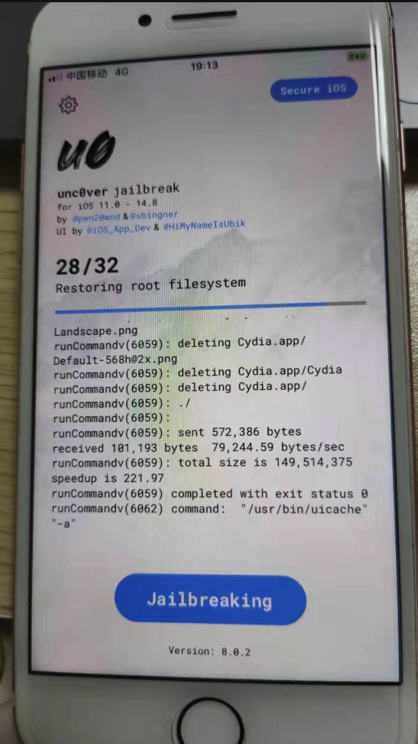 中国移动 4G 19:13
Secure iOS
u0
unc0ver jailbreak
for iOS 11.0 - 14.8
by @pwn20wnd & @sbingner
UI by @iOS_App_Dev & @HiMyNameIsUbik
28/32
Restoring root filesystem
Landscape.png
runCommandv(6059): deleting Cydia.app/
Default-568h@2x.png
runCommandv(6059): deleting Cydia.app/Cydia
runCommandv(6059): deleting Cydia.app/
runCommandv(6059): ./
runCommandv(6059):
runCommandv(6059): sent 572,386 bytes
received 101,193 bytes  79,244.59 bytes/sec
runCommandv(6059): total size is 149,514,375
speedup is 221.97
runCommandv(6059) completed with exit status 0
runCommandv(6062) command:  "/usr/bin/uicache"
"-a"
Jailbreaking
Version: 8.0.2